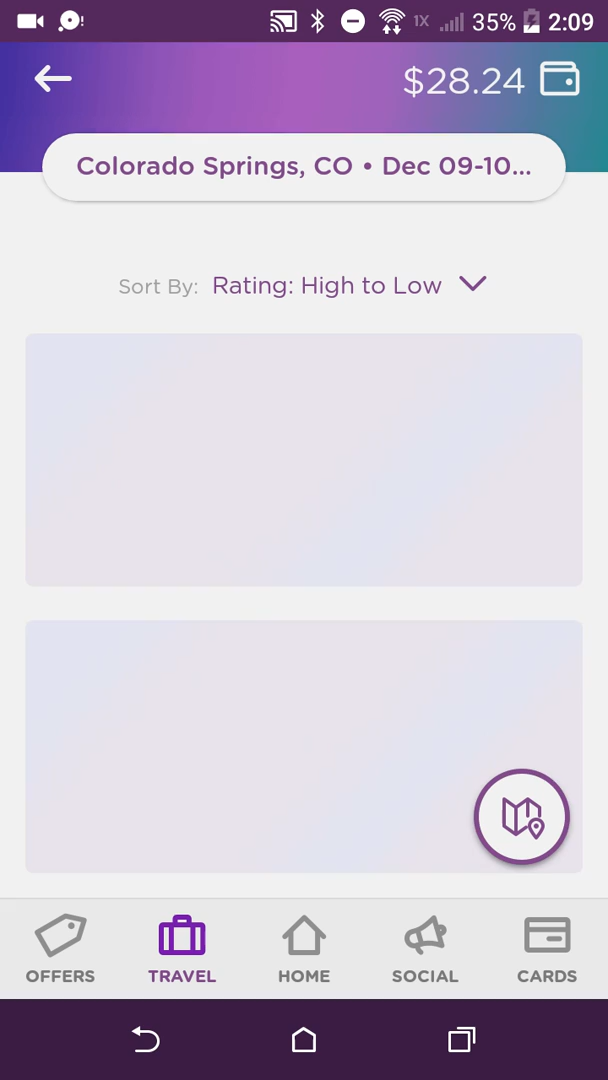 1X 35% 2:09
$28.24
Colorado Springs, CO • Dec 09-10...
Sort By: Rating: High to Low
OFFERS TRAVEL HOME SOCIAL CARDS